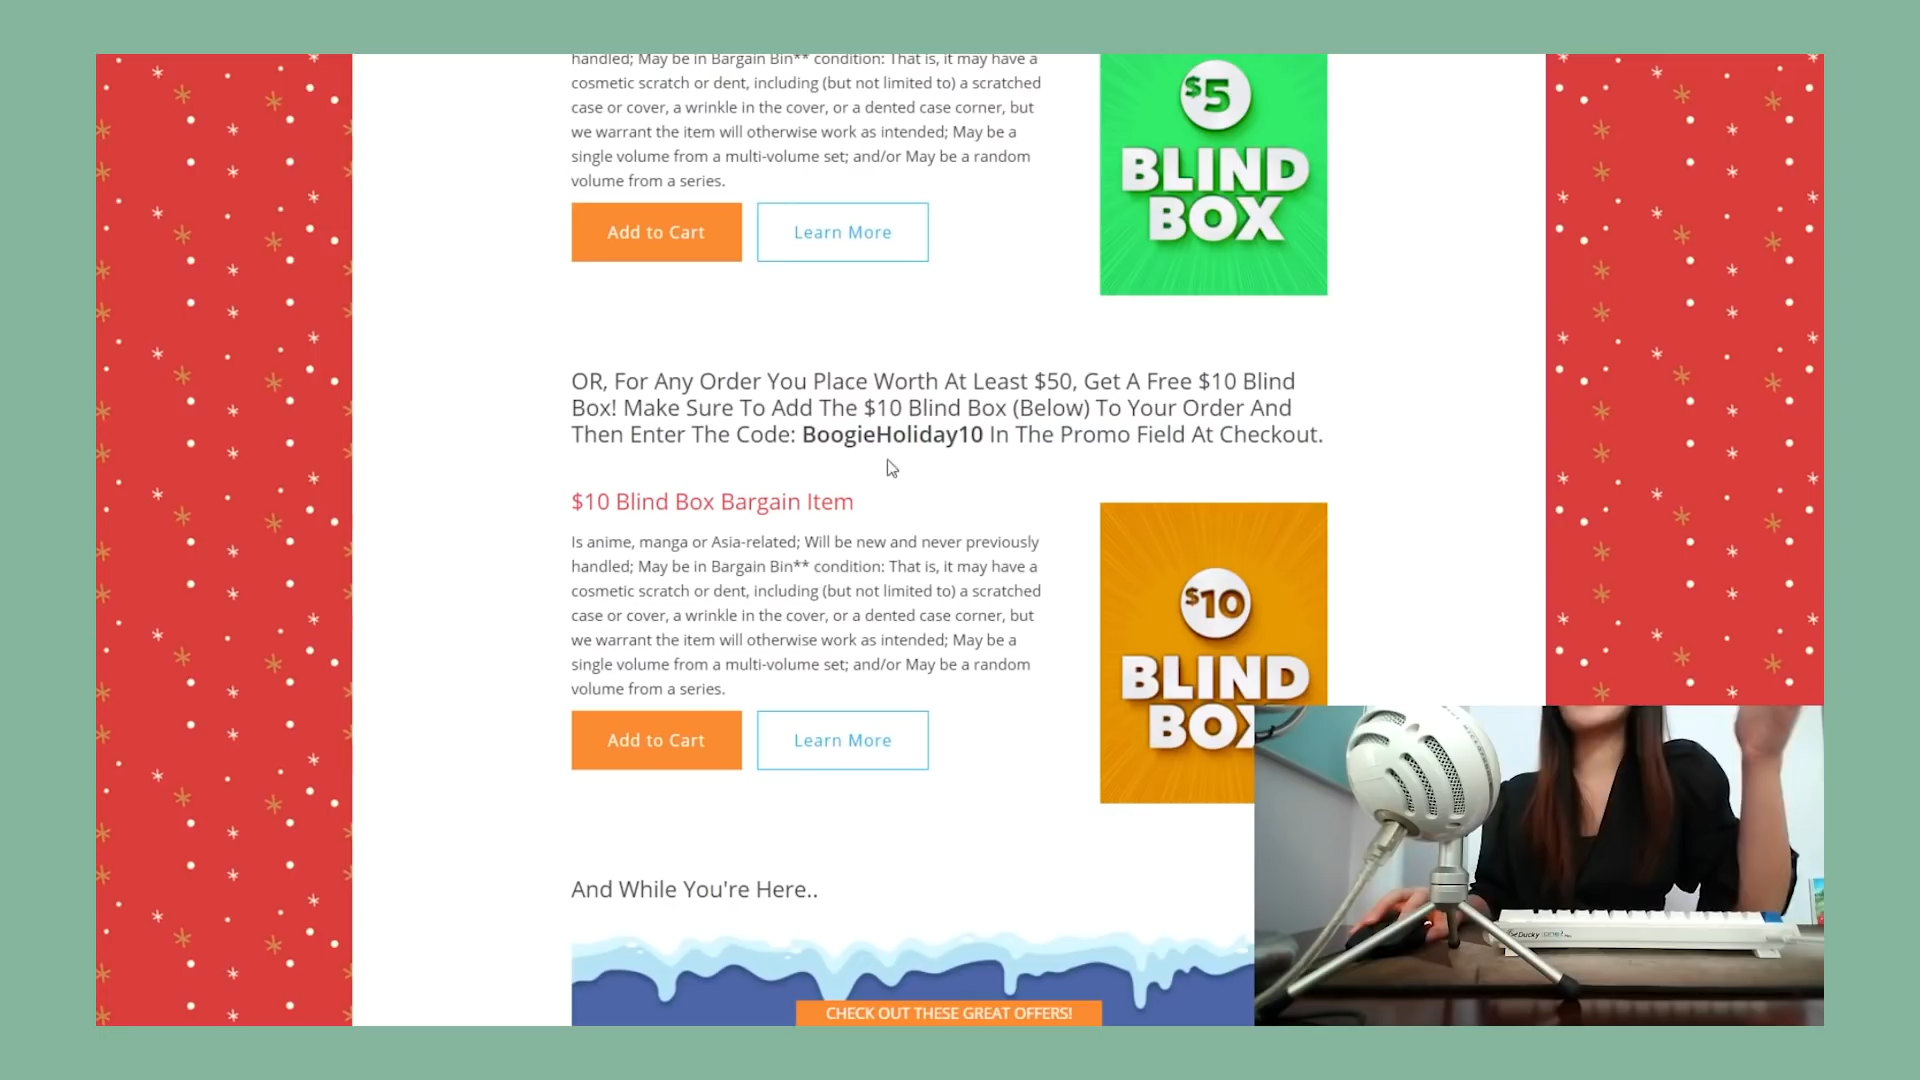 handled; May be in Bargain Bin** condition: That is, it may have a
cosmetic scratch or dent, including (but not limited to) a scratched
case or cover, a wrinkle in the cover, or a dented case corner, but
we warrant the item will otherwise work as intended; May be a
single volume from a multi-volume set; and/or May be a random
volume from a series.
Add to Cart
Learn More
$5
BLIND
BOX
OR, For Any Order You Place Worth At Least $50, Get A Free $10 Blind
Box! Make Sure To Add The $10 Blind Box (Below) To Your Order And
Then Enter The Code: BoogieHoliday10 In The Promo Field At Checkout.
$10 Blind Box Bargain Item
Is anime, manga or Asia-related; Will be new and never previously
handled; May be in Bargain Bin** condition: That is, it may have a
cosmetic scratch or dent, including (but not limited to) a scratched
case or cover, a wrinkle in the cover, or a dented case corner, but
we warrant the item will otherwise work as intended; May be a
single volume from a multi-volume set; and/or May be a random
volume from a series.
Add to Cart
Learn More
$10
BLIND
BOX
And While You're Here..
CHECK OUT THESE GREAT OFFERS!
Ducky